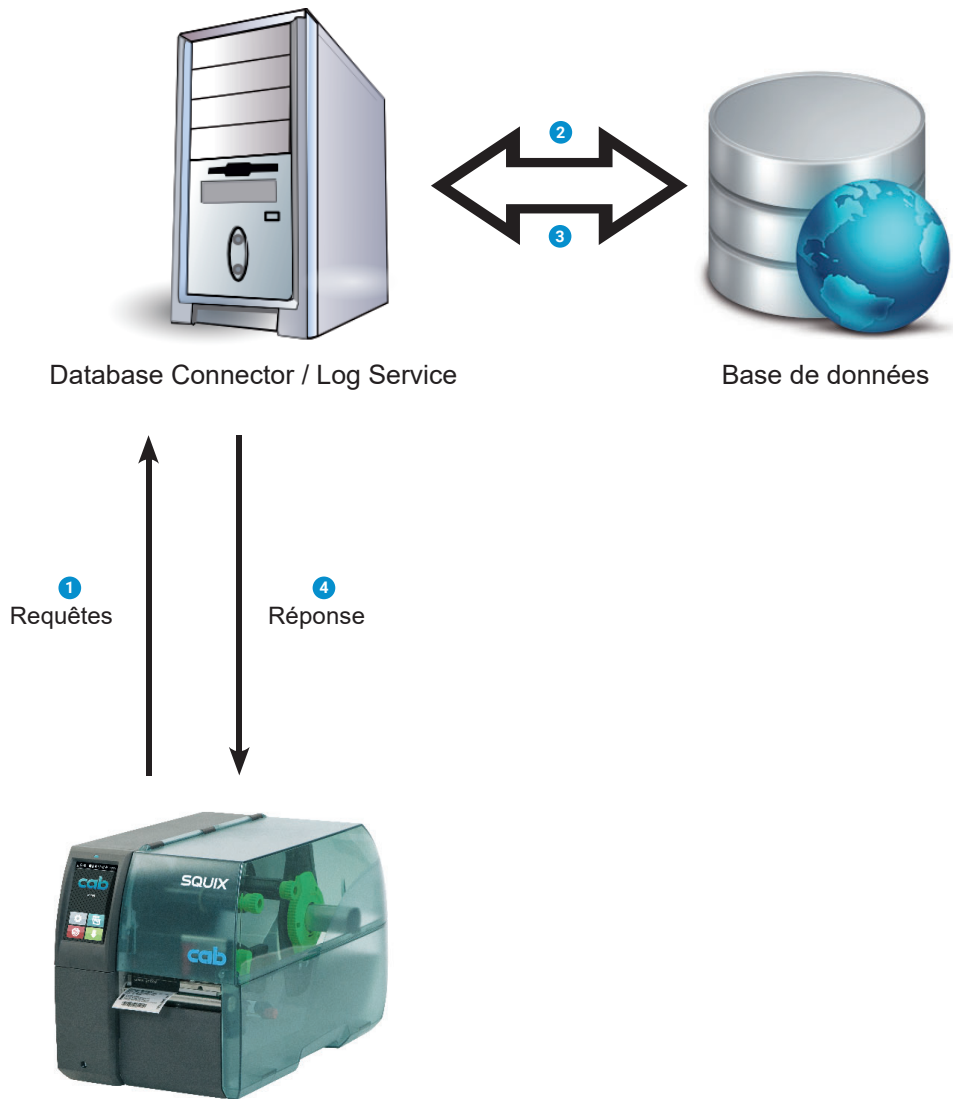 2
3
Database Connector / Log Service
Base de données
1
Requêtes
4
Réponse
cab
SQUIX
cab